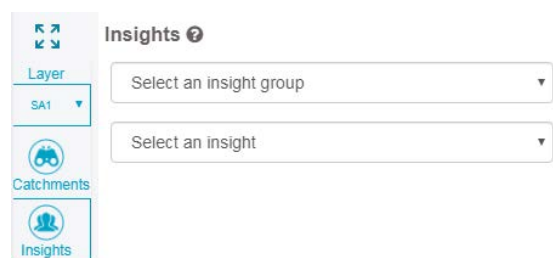 Insights
Layer
Select an insight group
SA1
Select an insight
Catchments
Insights